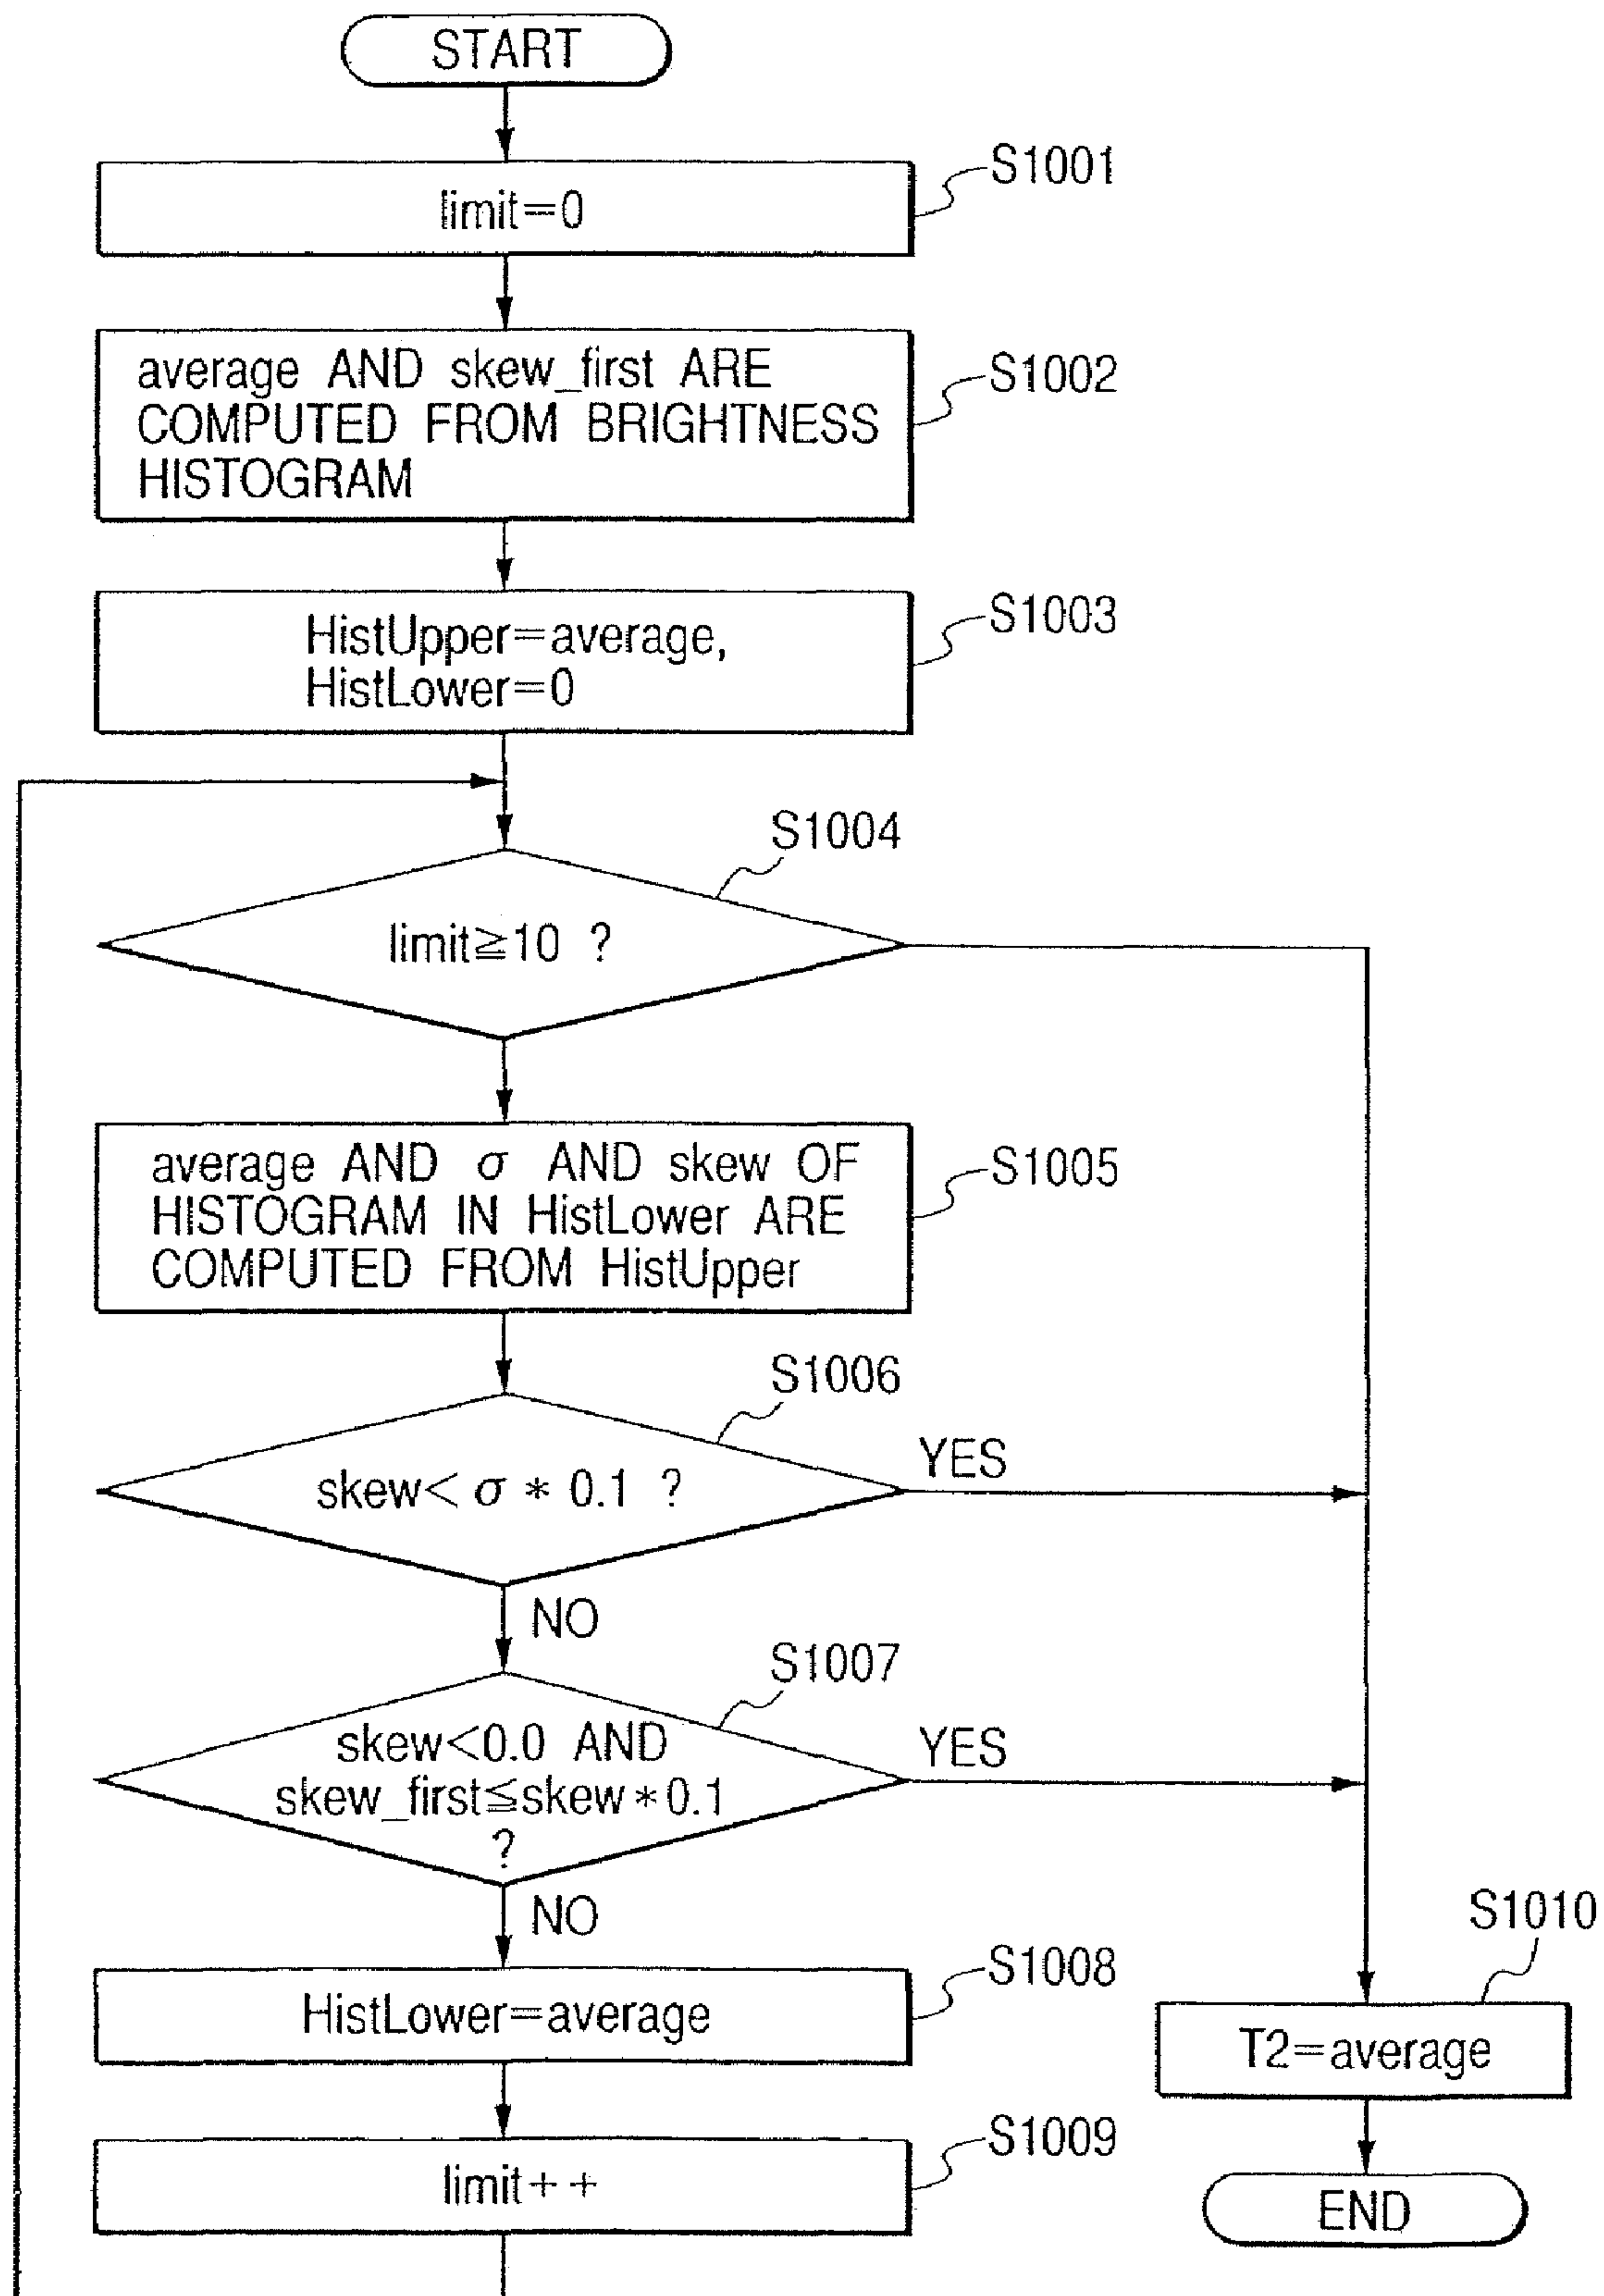 START
S1001
limit=0
S1002
average AND skew_first ARE
COMPUTED FROM BRIGHTNESS
HISTOGRAM
S1003
HistUpper=average,
HistLower=0
S1004
limit≧10 ?
S1005
average AND σ AND skew OF
HISTOGRAM IN HistLower ARE
COMPUTED FROM HistUpper
S1006
skew< σ * 0.1 ?
YES
NO
S1007
skew<0.0 AND
skew_first≦skew*0.1
?
YES
NO
S1008
HistLower=average
S1009
limit++
S1010
T2=average
END